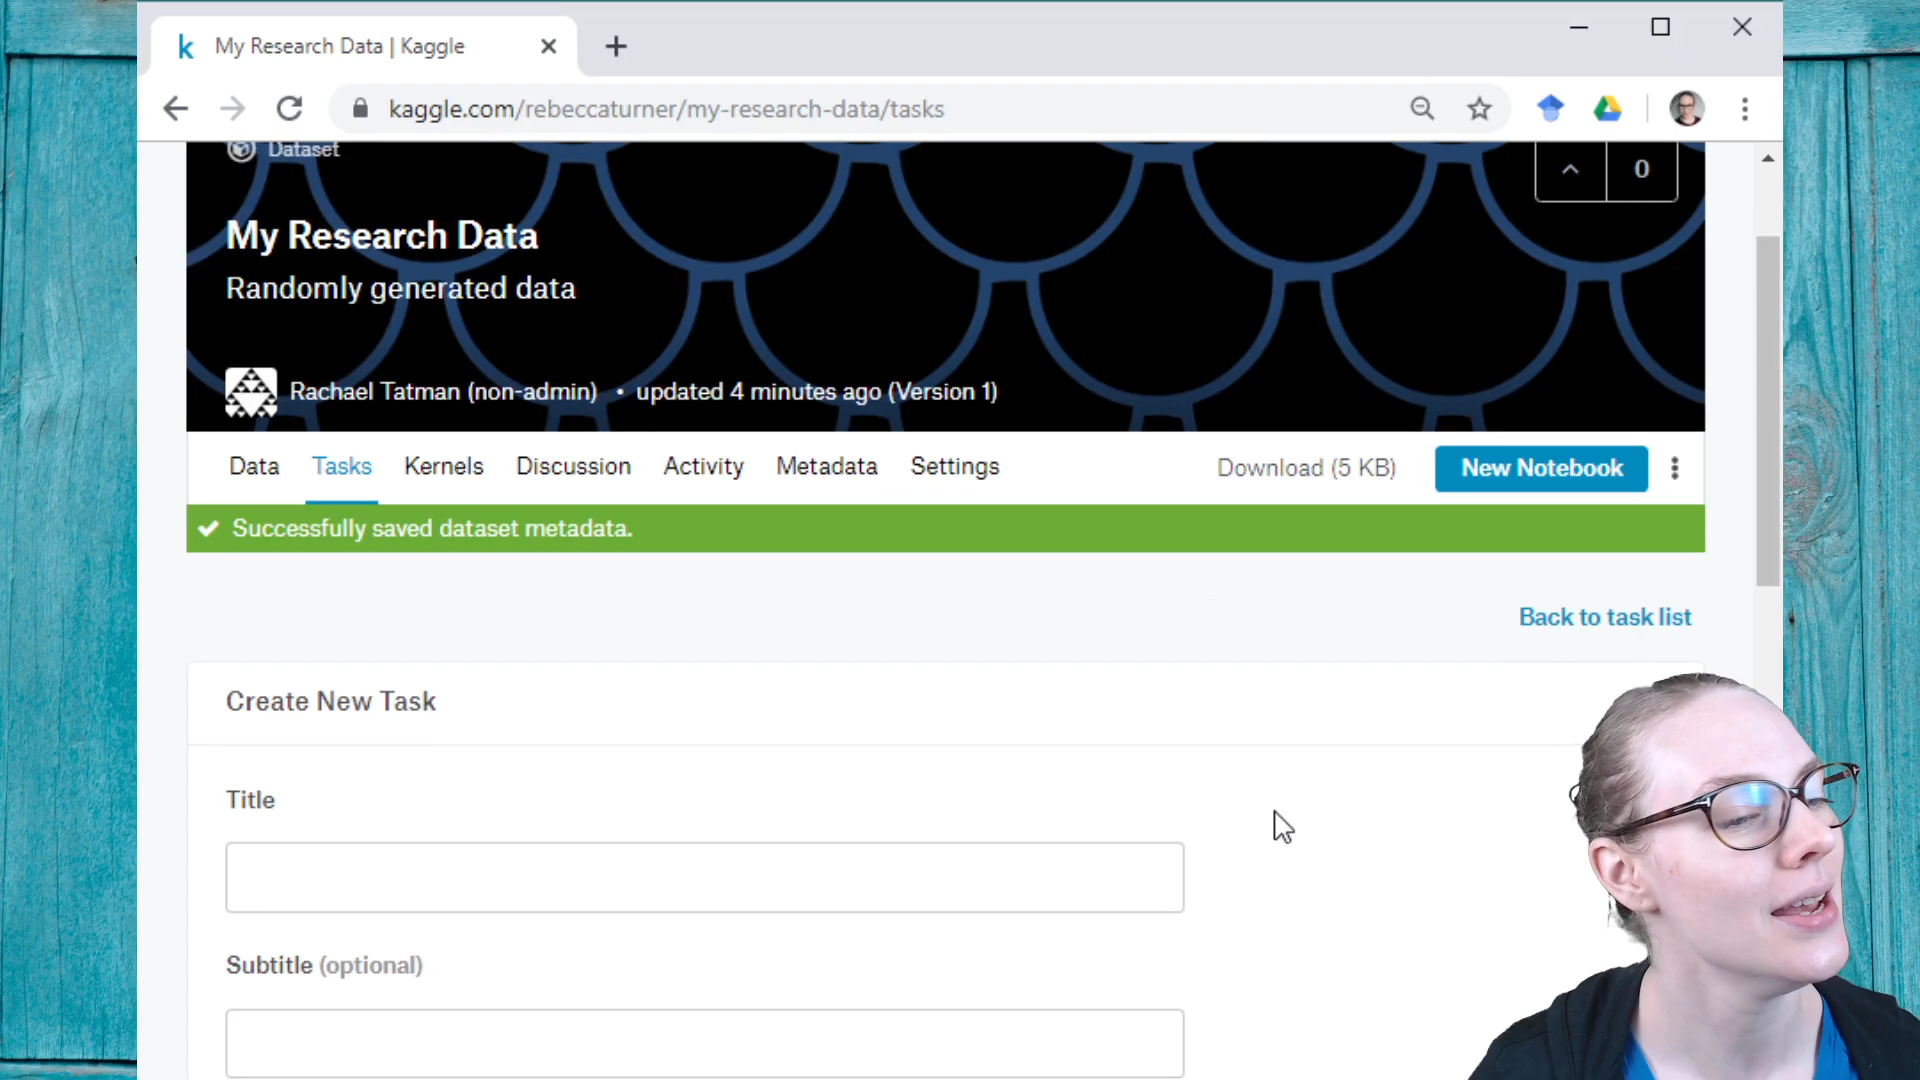 k My Research Data | Kaggle
kaggle.com/rebeccaturner/my-research-data/tasks
Dataset
0
My Research Data
Randomly generated data
Rachael Tatman (non-admin) • updated 4 minutes ago (Version 1)
Data Tasks Kernels Discussion Activity Metadata Settings Download (5 KB) New Notebook
Successfully saved dataset metadata.
Back to task list
Create New Task
Title
Subtitle (optional)